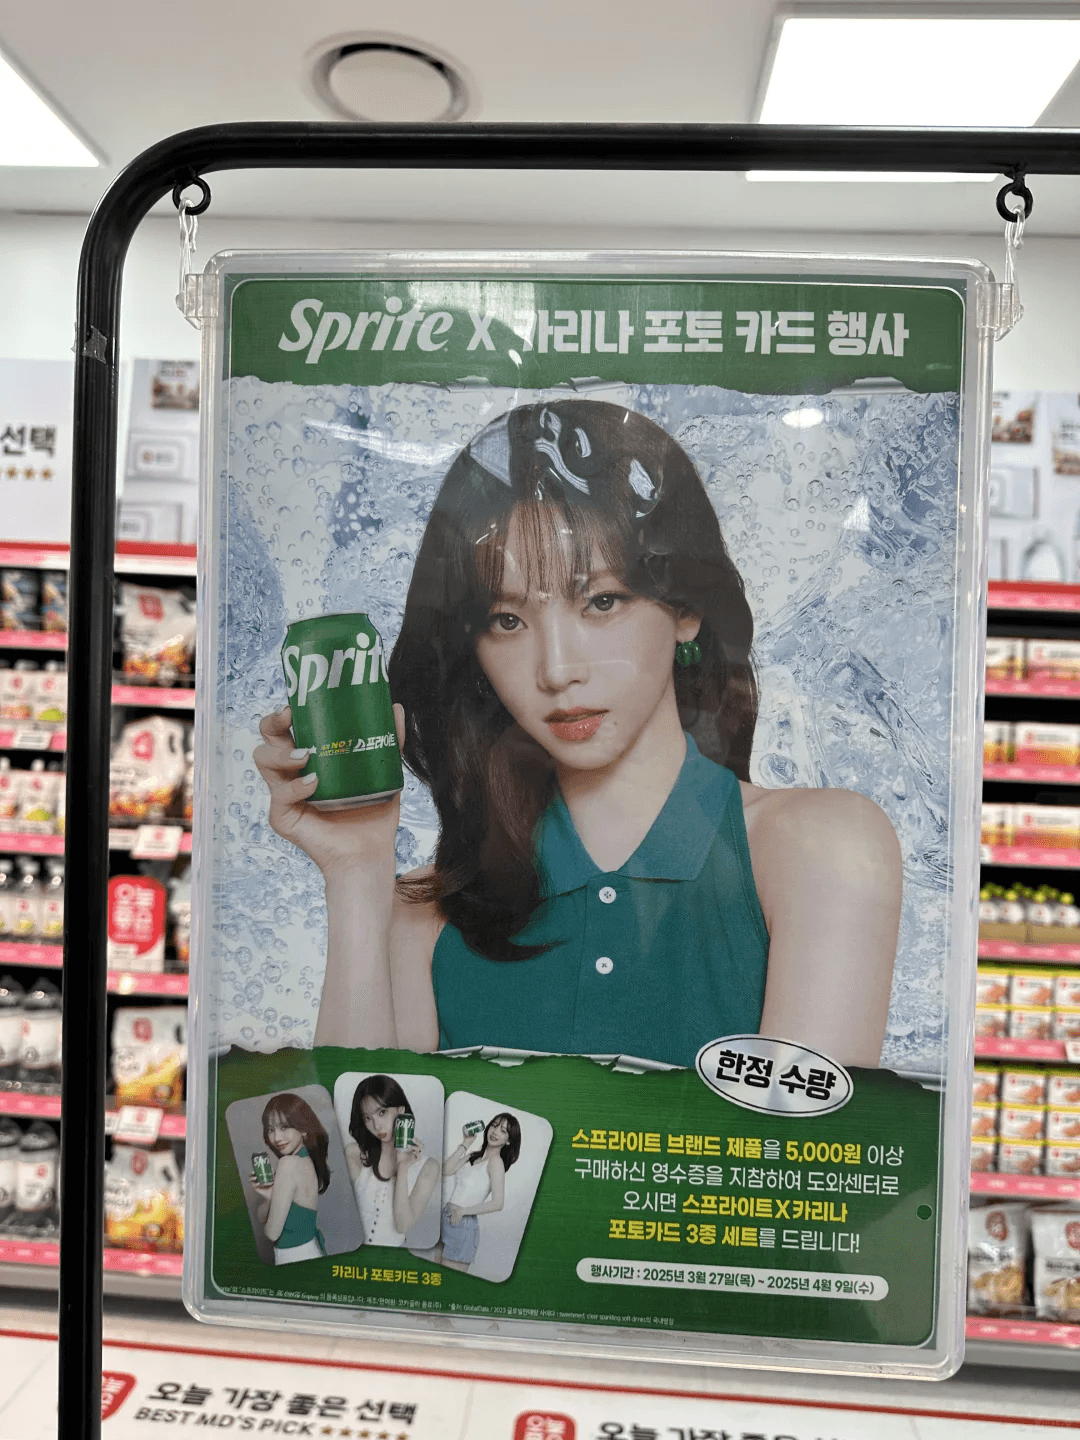 Sprite X 카리나 포토 카드 행사
선택
Sprite
NO.1
스프라이트
한정 수량
스프라이트 브랜드 제품을 5,000원 이상
구매하신 영수증을 지참하여 도와센터로
오시면 스프라이트X카리나
포토카드 3종 세트를 드립니다!
카리나 포토카드 3종
행사기간 : 2025년 3월 27일(목) ~ 2025년 4월 9일(수)
오늘 가장 좋은 선택
BEST MD'S PICK